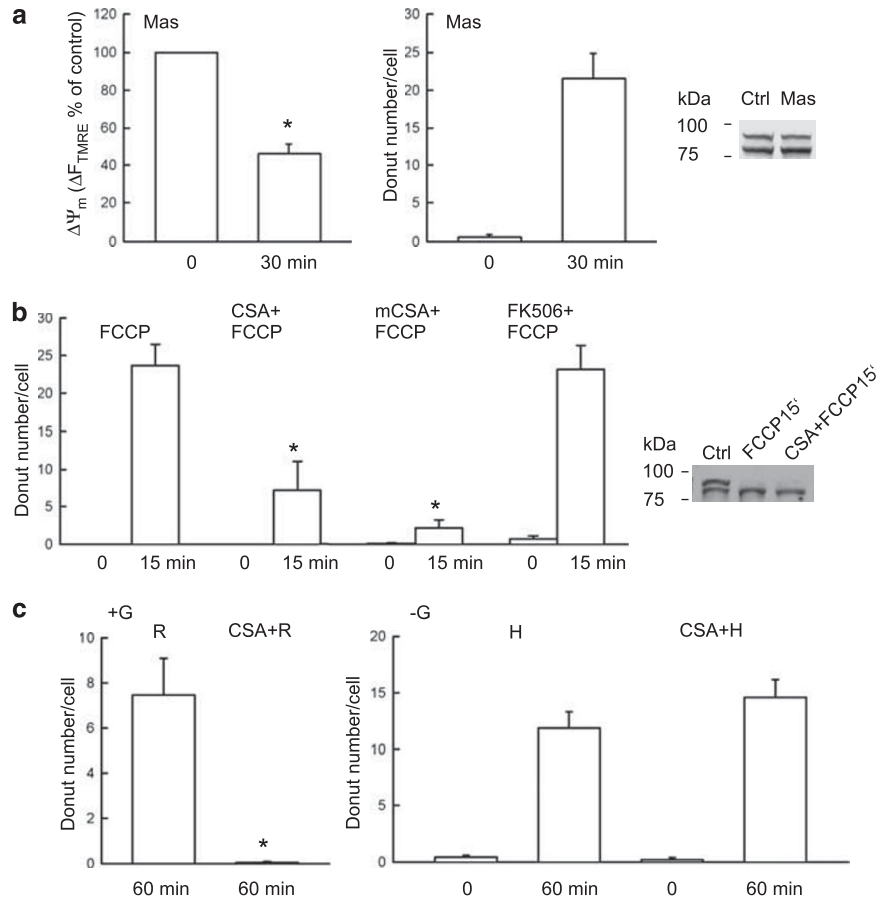 a
ΔΨm (ΔFTMRE % of control)
120
100
80
60
40
20
0
Mas
*
0 30 min
Donut number/cell
30
25
20
15
10
5
0
Mas
0 30 min
kDa Ctrl Mas
100
75
b
Donut number/cell
30
25
20
15
10
5
0
FCCP
CSA+
FCCP
mCSA+
FCCP
FK506+
FCCP
*
*
0 15 min 0 15 min 0 15 min 0 15 min
kDa Ctrl FCCP15‘ CSA+FCCP15‘
100
75
c
+G
R CSA+R
Donut number/cell
10
8
6
4
2
0
*
60 min 60 min
-G
H CSA+H
Donut number/cell
20
15
10
5
0
0 60 min 0 60 min